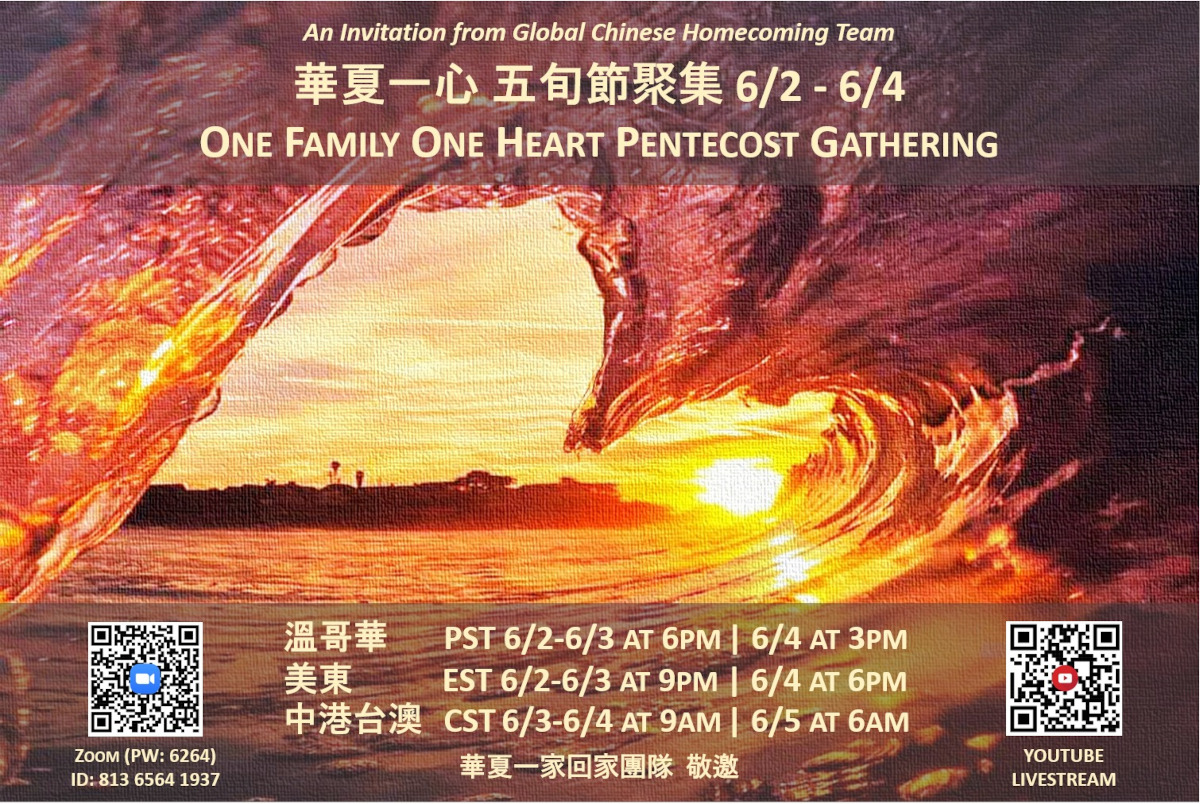 An Invitation from Global Chinese Homecoming Team
華夏一心 五旬節聚集 6/2 - 6/4
ONE FAMILY ONE HEART PENTECOST GATHERING
溫哥華 PST 6/2-6/3 AT 6PM | 6/4 AT 3PM
美東 EST 6/2-6/3 AT 9PM | 6/4 AT 6PM
中港台澳 CST 6/3-6/4 AT 9AM | 6/5 AT 6AM
華夏一家回家團隊 敬邀
ZOOM (PW: 6264)
ID: 813 6564 1937
YOUTUBE
LIVESTREAM